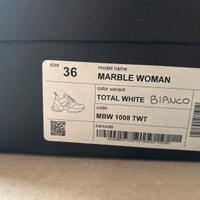 SIZE 36
model name
MARBLE WOMAN
color variant
TOTAL WHITE BIANCO
code
MBW 1008 TWT
barcode